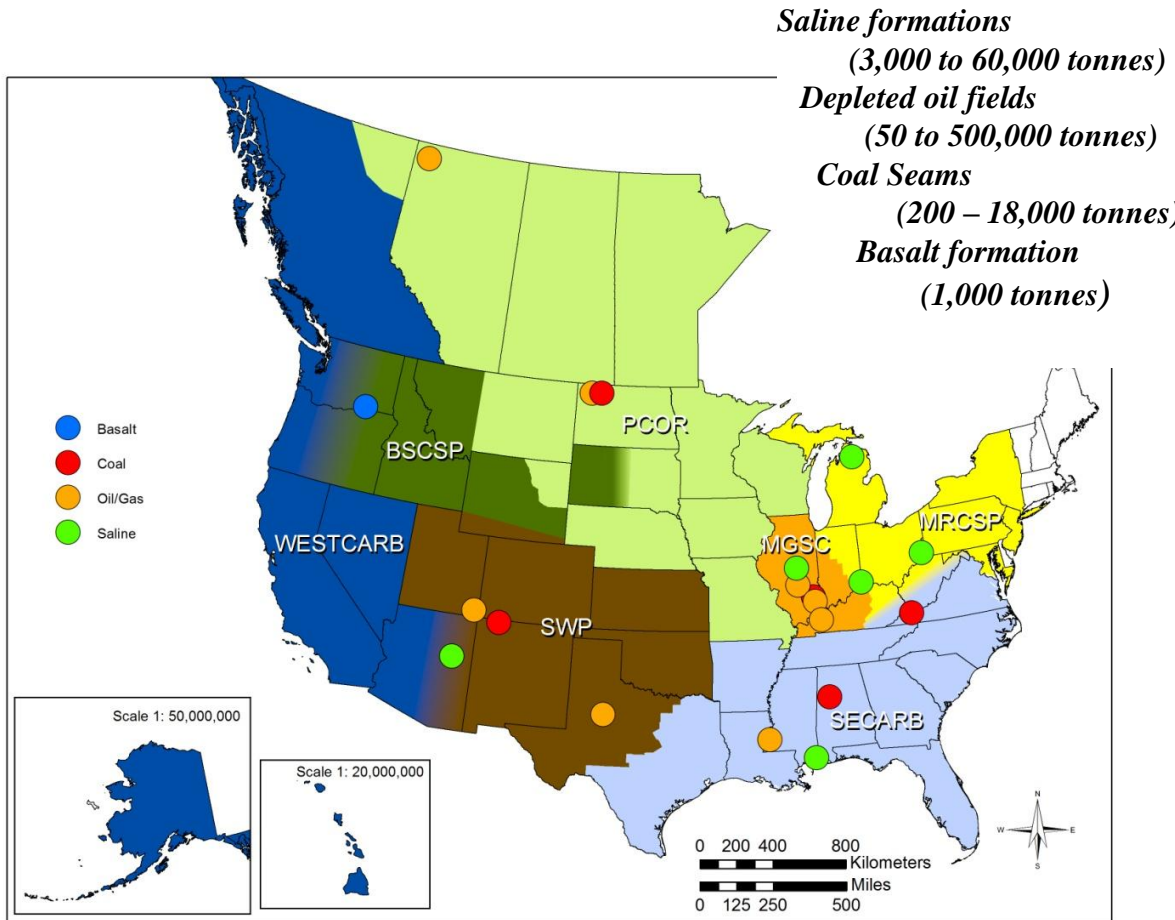 Saline formations
(3,000 to 60,000 tonnes)
Depleted oil fields
(50 to 500,000 tonnes)
Coal Seams
(200 – 18,000 tonnes)
Basalt formation
(1,000 tonnes)
Basalt
Coal
Oil/Gas
Saline
PCOR
BSCSP
MRCSP
WESTCARB
MGSC
SWP
SECARB
Scale 1: 50,000,000
Scale 1: 20,000,000
N
W E
S
0 200 400 800
Kilometers
Miles
0 125 250 500